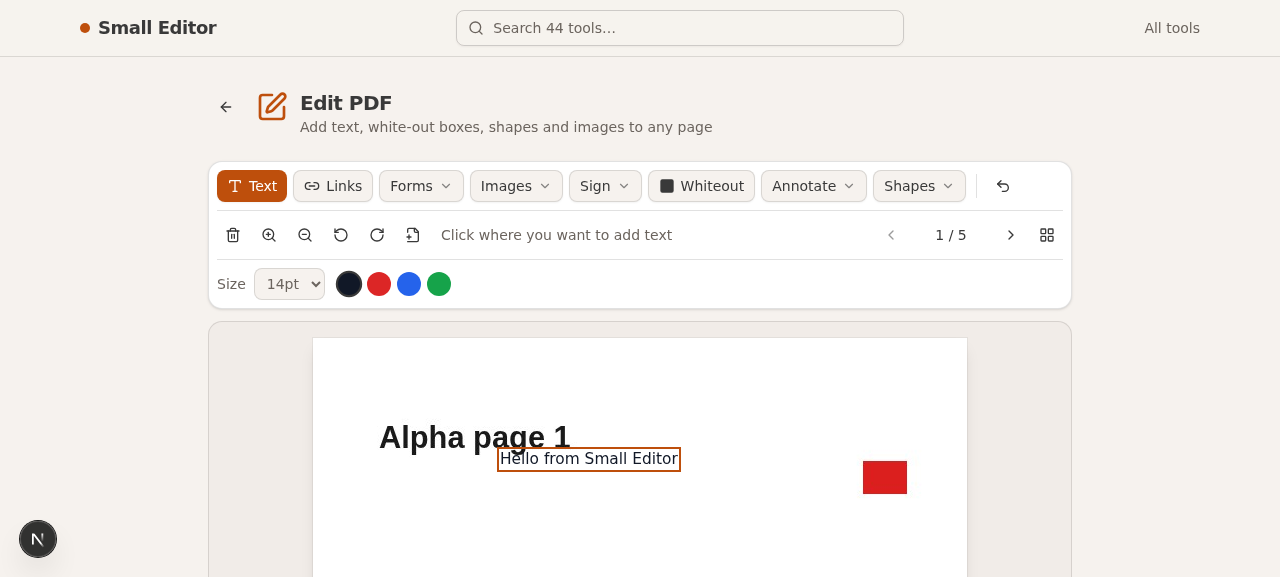 Small Editor
Search 44 tools...
All tools
Edit PDF
Add text, white-out boxes, shapes and images to any page
Text
Links
Forms
Images
Sign
Whiteout
Annotate
Shapes
Click where you want to add text
1 / 5
Size
14pt
Alpha page 1
Hello from Small Editor
N